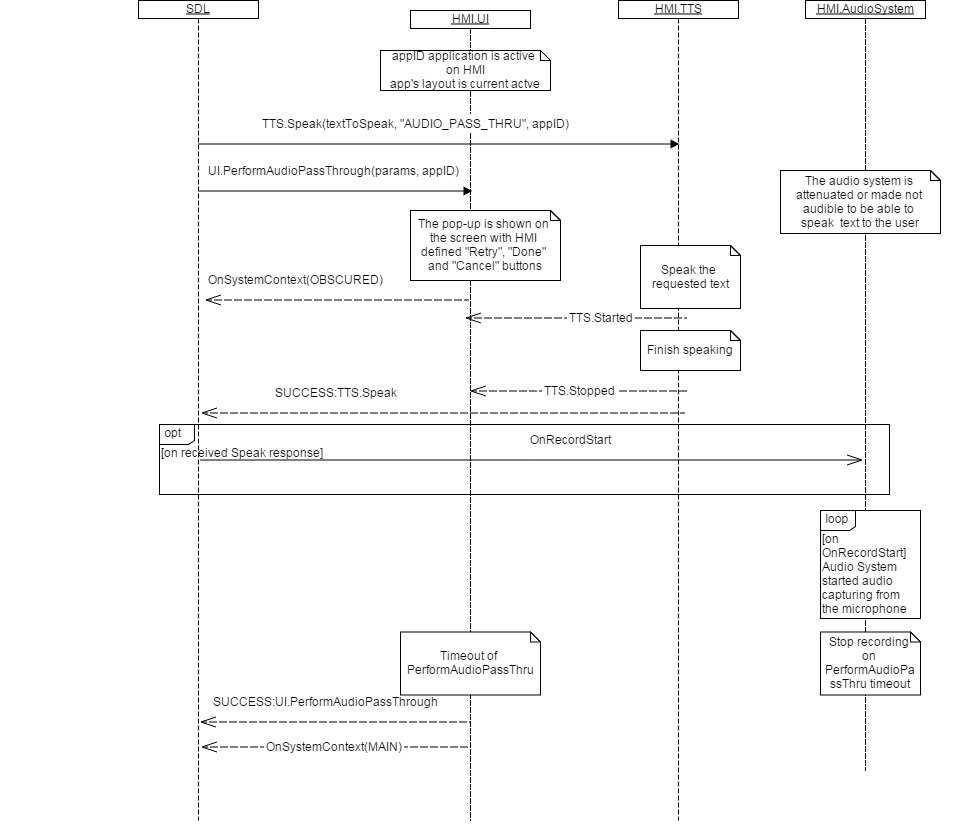 SDL
HMI.UI
HMI.TTS
HMI.AudioSystem
appID application is active
on HMI
app's layout is current actve
TTS.Speak(textToSpeak, "AUDIO_PASS_THRU", appID)
UI.PerformAudioPassThrough(params, appID)
The audio system is
attenuated or made not
audible to be able to
speak text to the user
The pop-up is shown on
the screen with HMI
defined "Retry", "Done"
and "Cancel" buttons
Speak the
requested text
OnSystemContext(OBSCURED)
TTS.Started
Finish speaking
TTS.Stopped
SUCCESS:TTS.Speak
opt
OnRecordStart
[on received Speak response]
loop
[on
OnRecordStart]
Audio System
started audio
capturing from
the microphone
Timeout of
PerformAudioPassThru
Stop recording
on
PerformAudioPa
ssThru timeout
SUCCESS:UI.PerformAudioPassThrough
OnSystemContext(MAIN)